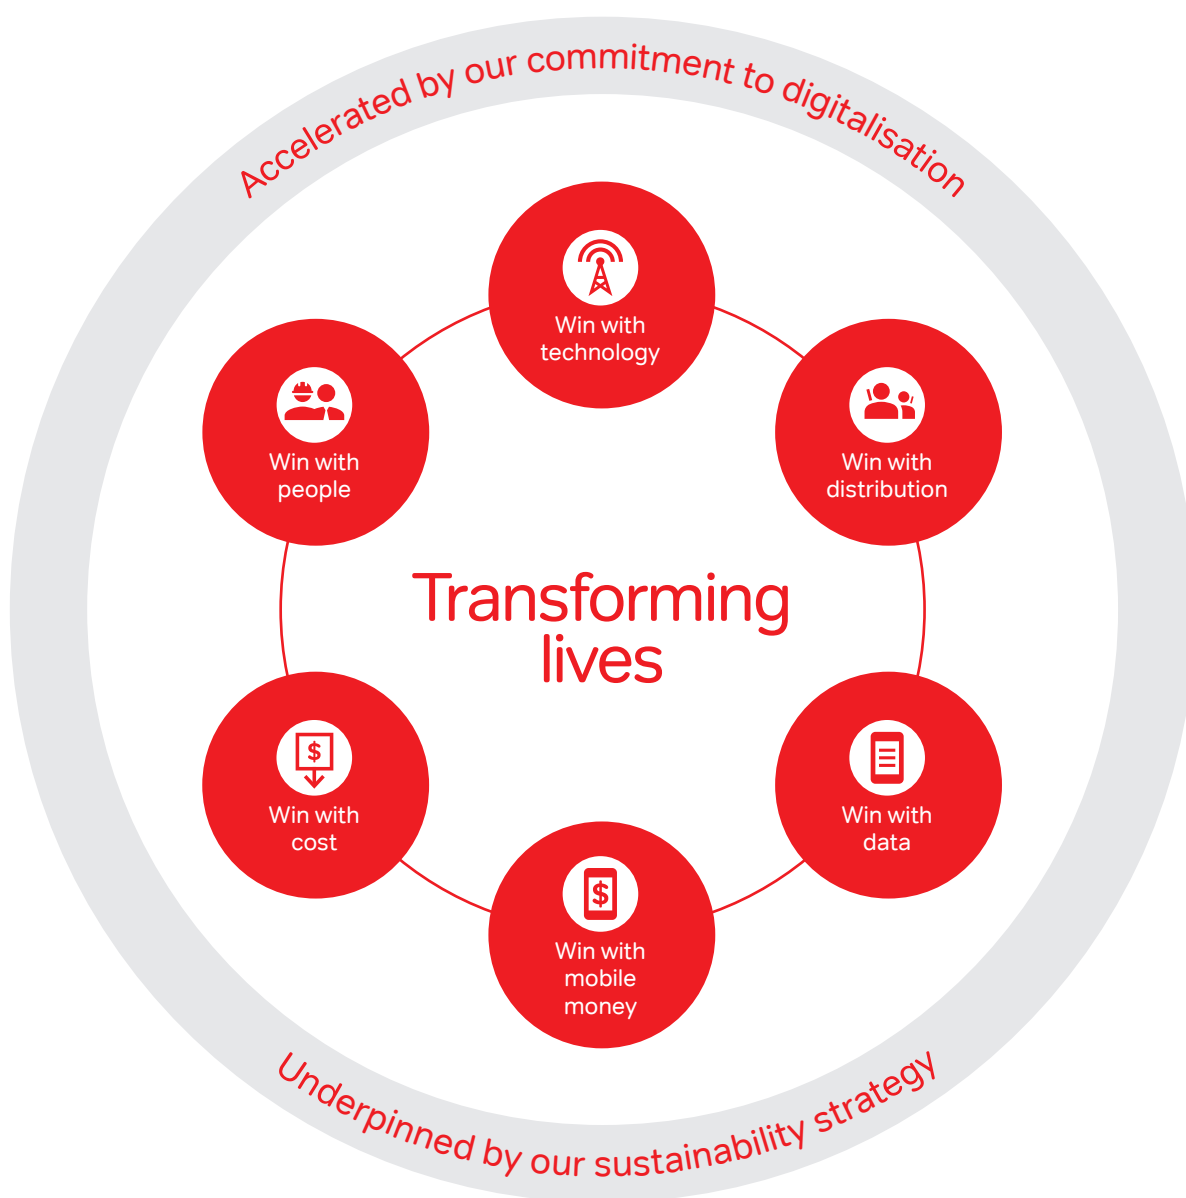 Accelerated by our commitment to digitalisation
Win with
technology
Win with
people
Win with
distribution
Transforming
lives
Win with
cost
Win with
data
Win with
mobile
money
Underpinned by our sustainability strategy